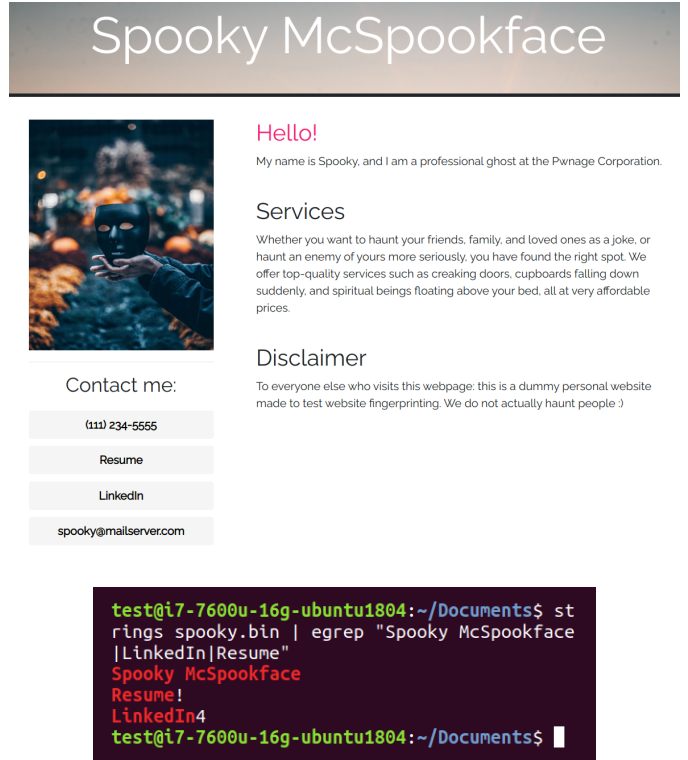 Spooky McSpookface
Hello!
My name is Spooky, and I am a professional ghost at the Pwnage Corporation.
Services
Whether you want to haunt your friends, family, and loved ones as a joke, or
haunt an enemy of yours more seriously, you have found the right spot. We
offer top-quality services such as creaking doors, cupboards falling down
suddenly, and spiritual beings floating above your bed, all at very affordable
prices.
Disclaimer
To everyone else who visits this webpage: this is a dummy personal website
made to test website fingerprinting. We do not actually haunt people :)
Contact me:
(111) 234-5555
Resume
LinkedIn
spooky@mailserver.com
test@i7-7600u-16g-ubuntu1804:~/Documents$ st
rings spooky.bin | egrep "Spooky McSpookface
|LinkedIn|Resume"
Spooky McSpookface
Resume!
LinkedIn4
test@i7-7600u-16g-ubuntu1804:~/Documents$